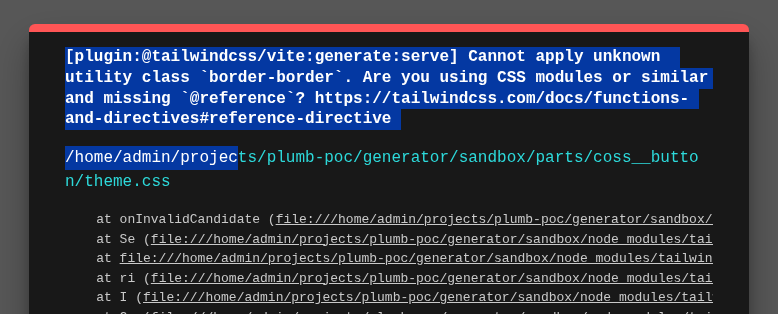 [plugin:@tailwindcss/vite:generate:serve] Cannot apply unknown
utility class `border-border`. Are you using CSS modules or similar
and missing `@reference`? https://tailwindcss.com/docs/functions-
and-directives#reference-directive
/home/admin/projects/plumb-poc/generator/sandbox/parts/coss__butto
n/theme.css
at onInvalidCandidate (file:///home/admin/projects/plumb-poc/generator/sandbox/
at Se (file:///home/admin/projects/plumb-poc/generator/sandbox/node_modules/tai
at file:///home/admin/projects/plumb-poc/generator/sandbox/node_modules/tailwin
at ri (file:///home/admin/projects/plumb-poc/generator/sandbox/node_modules/tai
at I (file:///home/admin/projects/plumb-poc/generator/sandbox/node_modules/tail